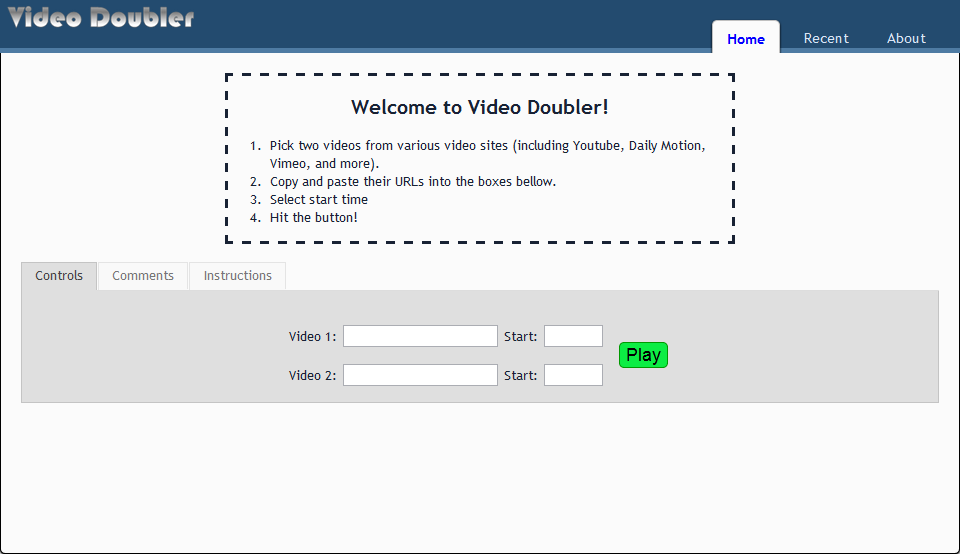 Video Doubler
Home Recent About
Welcome to Video Doubler!
1. Pick two videos from various video sites (including Youtube, Daily Motion,
Vimeo, and more).
2. Copy and paste their URLs into the boxes bellow.
3. Select start time
4. Hit the button!
Controls Comments Instructions
Video 1: Start:
Play
Video 2: Start: